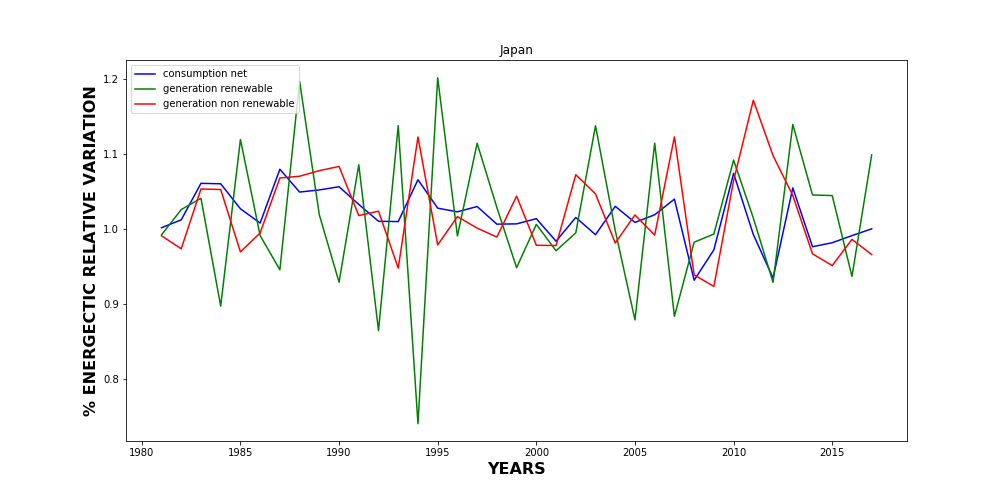 Japan
consumption net
generation renewable
generation non renewable
% ENERGECTIC RELATIVE VARIATION
1.2
1.1
1.0
0.9
0.8
1980 1985 1990 1995 2000 2005 2010 2015
YEARS